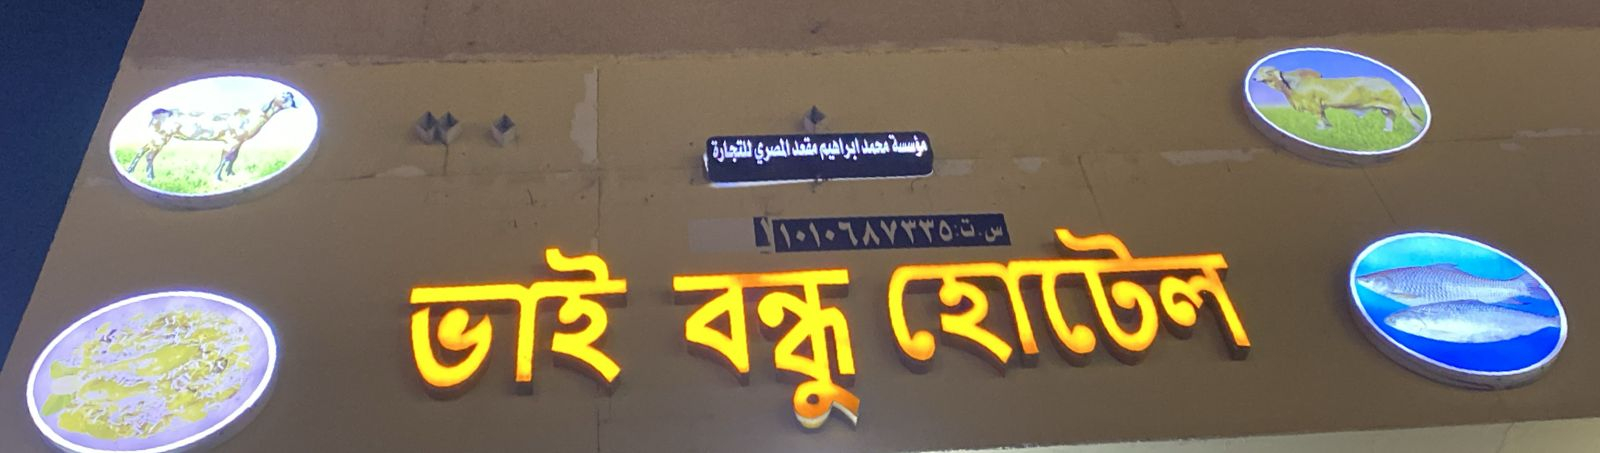 مؤسسة محمد ابراهيم مقعد المصري للتجارة
س.ت: ١٠١٠٦٨٧٣٣٥
ভাই বন্ধু হোটেল